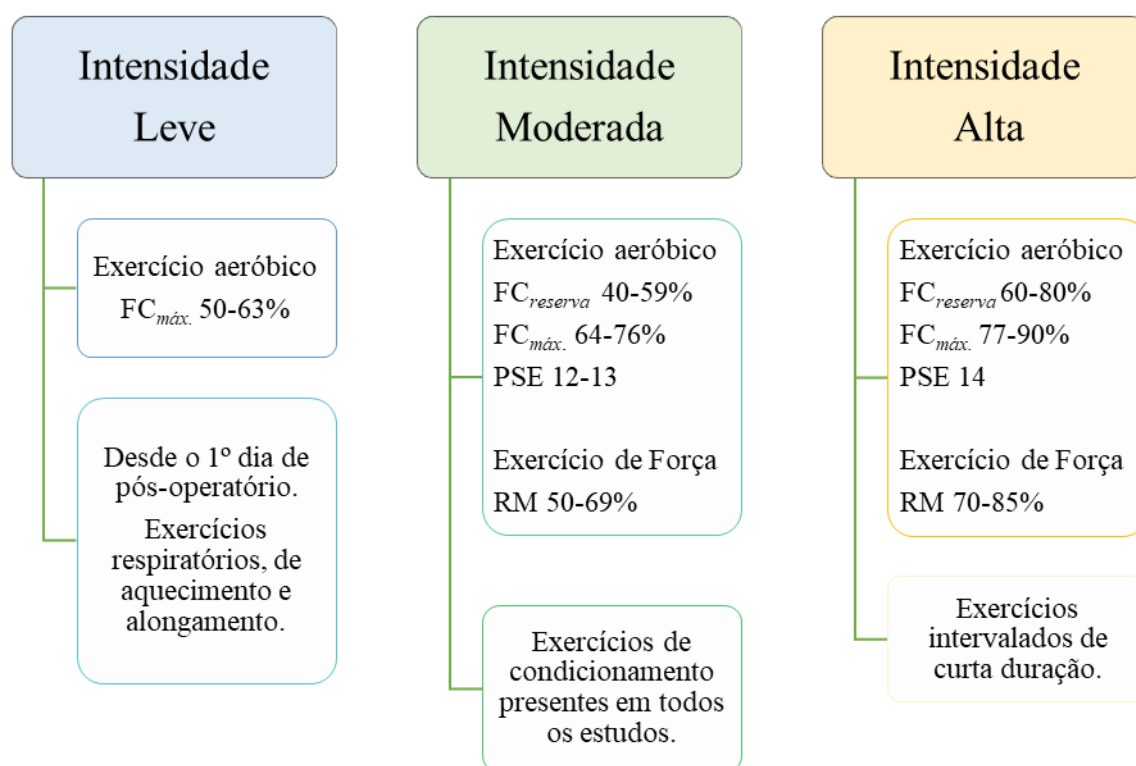 Intensidade
Leve
Exercício aeróbico
FCmáx. 50-63%
Desde o 1º dia de
pós-operatório.
Exercícios
respiratórios, de
aquecimento e
alongamento.
Intensidade
Moderada
Exercício aeróbico
FCreserva 40-59%
FCmáx. 64-76%
PSE 12-13
Exercício de Força
RM 50-69%
Exercícios de
condicionamento
presentes em todos
os estudos.
Intensidade
Alta
Exercício aeróbico
FCreserva 60-80%
FCmáx. 77-90%
PSE 14
Exercício de Força
RM 70-85%
Exercícios
intervalados de
curta duração.